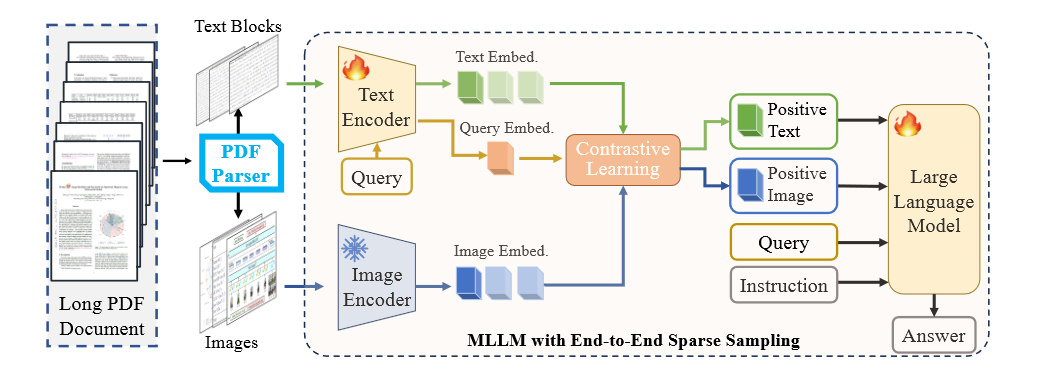 Text Blocks
PDF
Parser
Long PDF
Document
Images
Text
Encoder
Query
Text Embed.
Query Embed.
Image
Encoder
Image Embed.
Contrastive
Learning
Positive
Text
Positive
Image
Query
Instruction
Large
Language
Model
Answer
MLLM with End-to-End Sparse Sampling